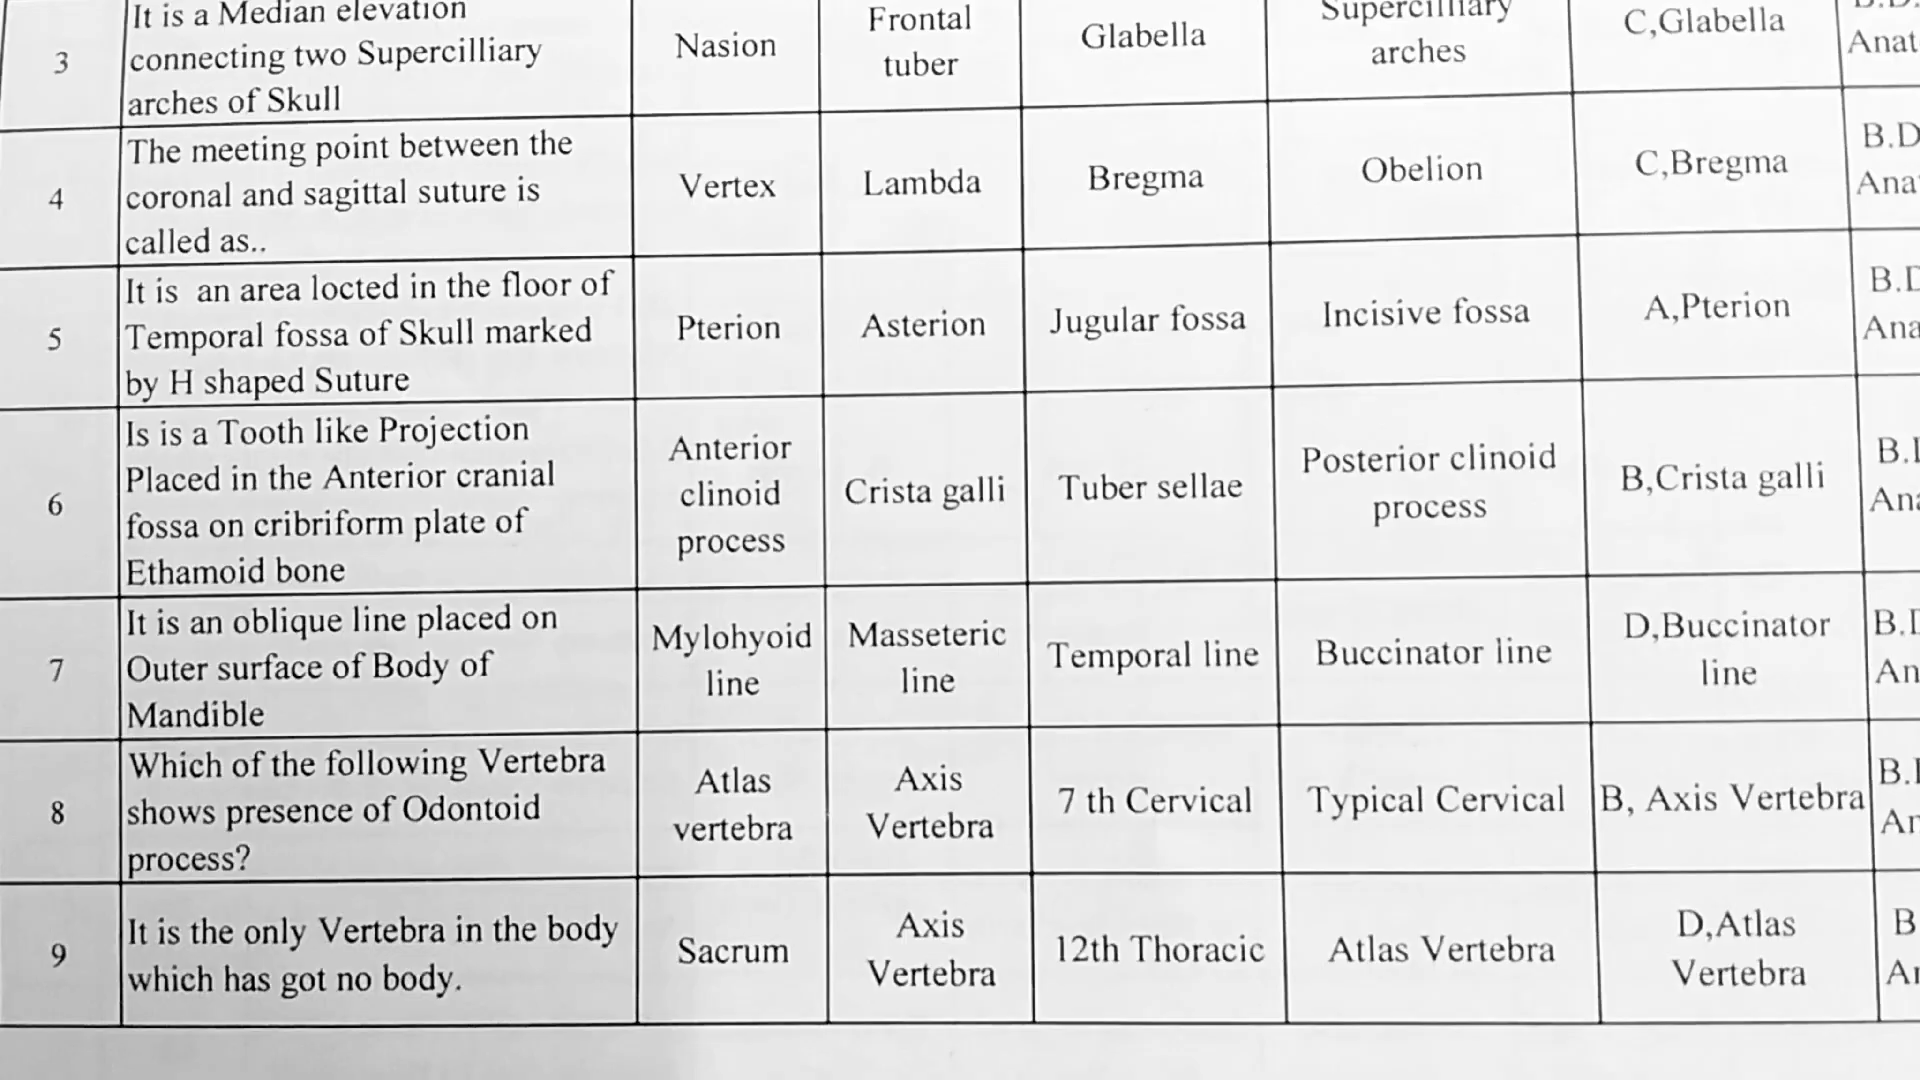 3
It is a Median elevation
connecting two Supercilliary
arches of Skull
Nasion
Frontal
tuber
Glabella
Supercilliary
arches
C,Glabella
Anat
4
The meeting point between the
coronal and sagittal suture is
called as..
Vertex
Lambda
Bregma
Obelion
C,Bregma
B.D
Ana
5
It is an area locted in the floor of
Temporal fossa of Skull marked
by H shaped Suture
Pterion
Asterion
Jugular fossa
Incisive fossa
A,Pterion
B.D
Ana
6
Is is a Tooth like Projection
Placed in the Anterior cranial
fossa on cribriform plate of
Ethamoid bone
Anterior
clinoid
process
Crista galli
Tuber sellae
Posterior clinoid
process
B,Crista galli
Ana
7
It is an oblique line placed on
Outer surface of Body of
Mandible
Mylohyoid
line
Masseteric
line
Temporal line
Buccinator line
D,Buccinator
line
An
8
Which of the following Vertebra
shows presence of Odontoid
process?
Atlas
vertebra
Axis
Vertebra
7 th Cervical
Typical Cervical
B, Axis Vertebra
9
It is the only Vertebra in the body
which has got no body.
Sacrum
Axis
Vertebra
12th Thoracic
Atlas Vertebra
D,Atlas
Vertebra
B